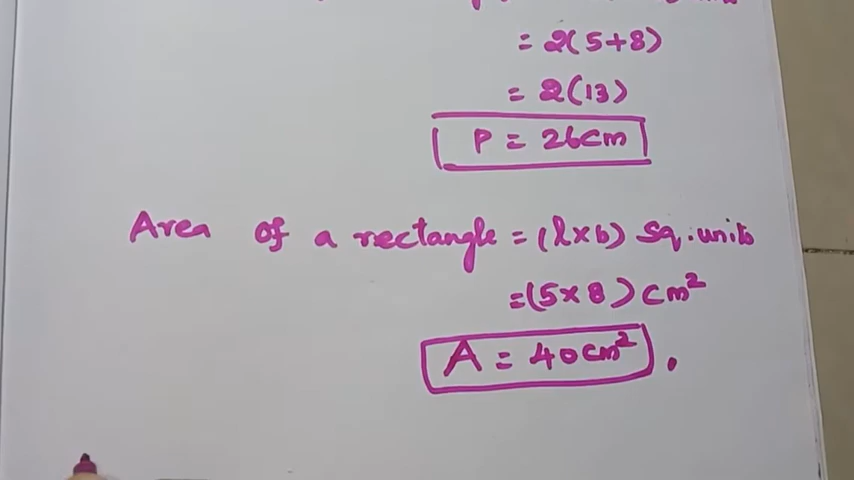 = 2(5+8)
= 2(13)
P = 26cm
Area of a rectangle = (l×b) sq.units
=(5×8) cm²
A = 40cm².